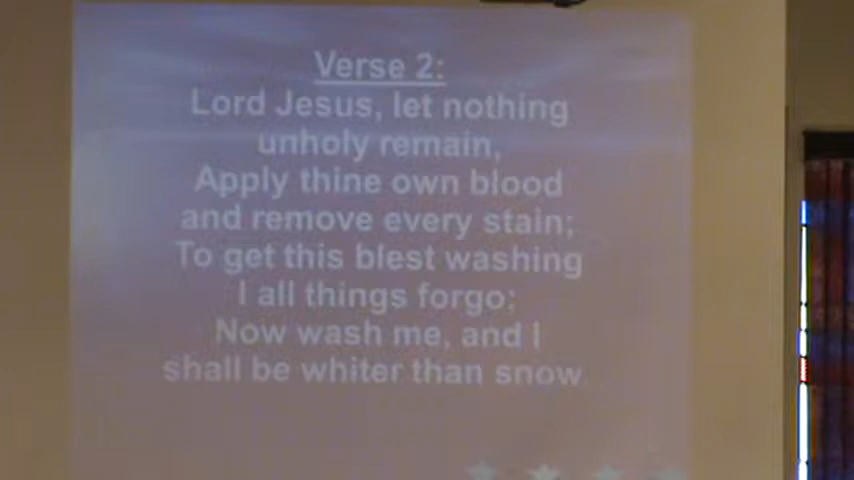 Verse 2:
Lord Jesus, let nothing
unholy remain,
Apply thine own blood
and remove every stain;
To get this blest washing
I all things forgo;
Now wash me, and I
shall be whiter than snow.